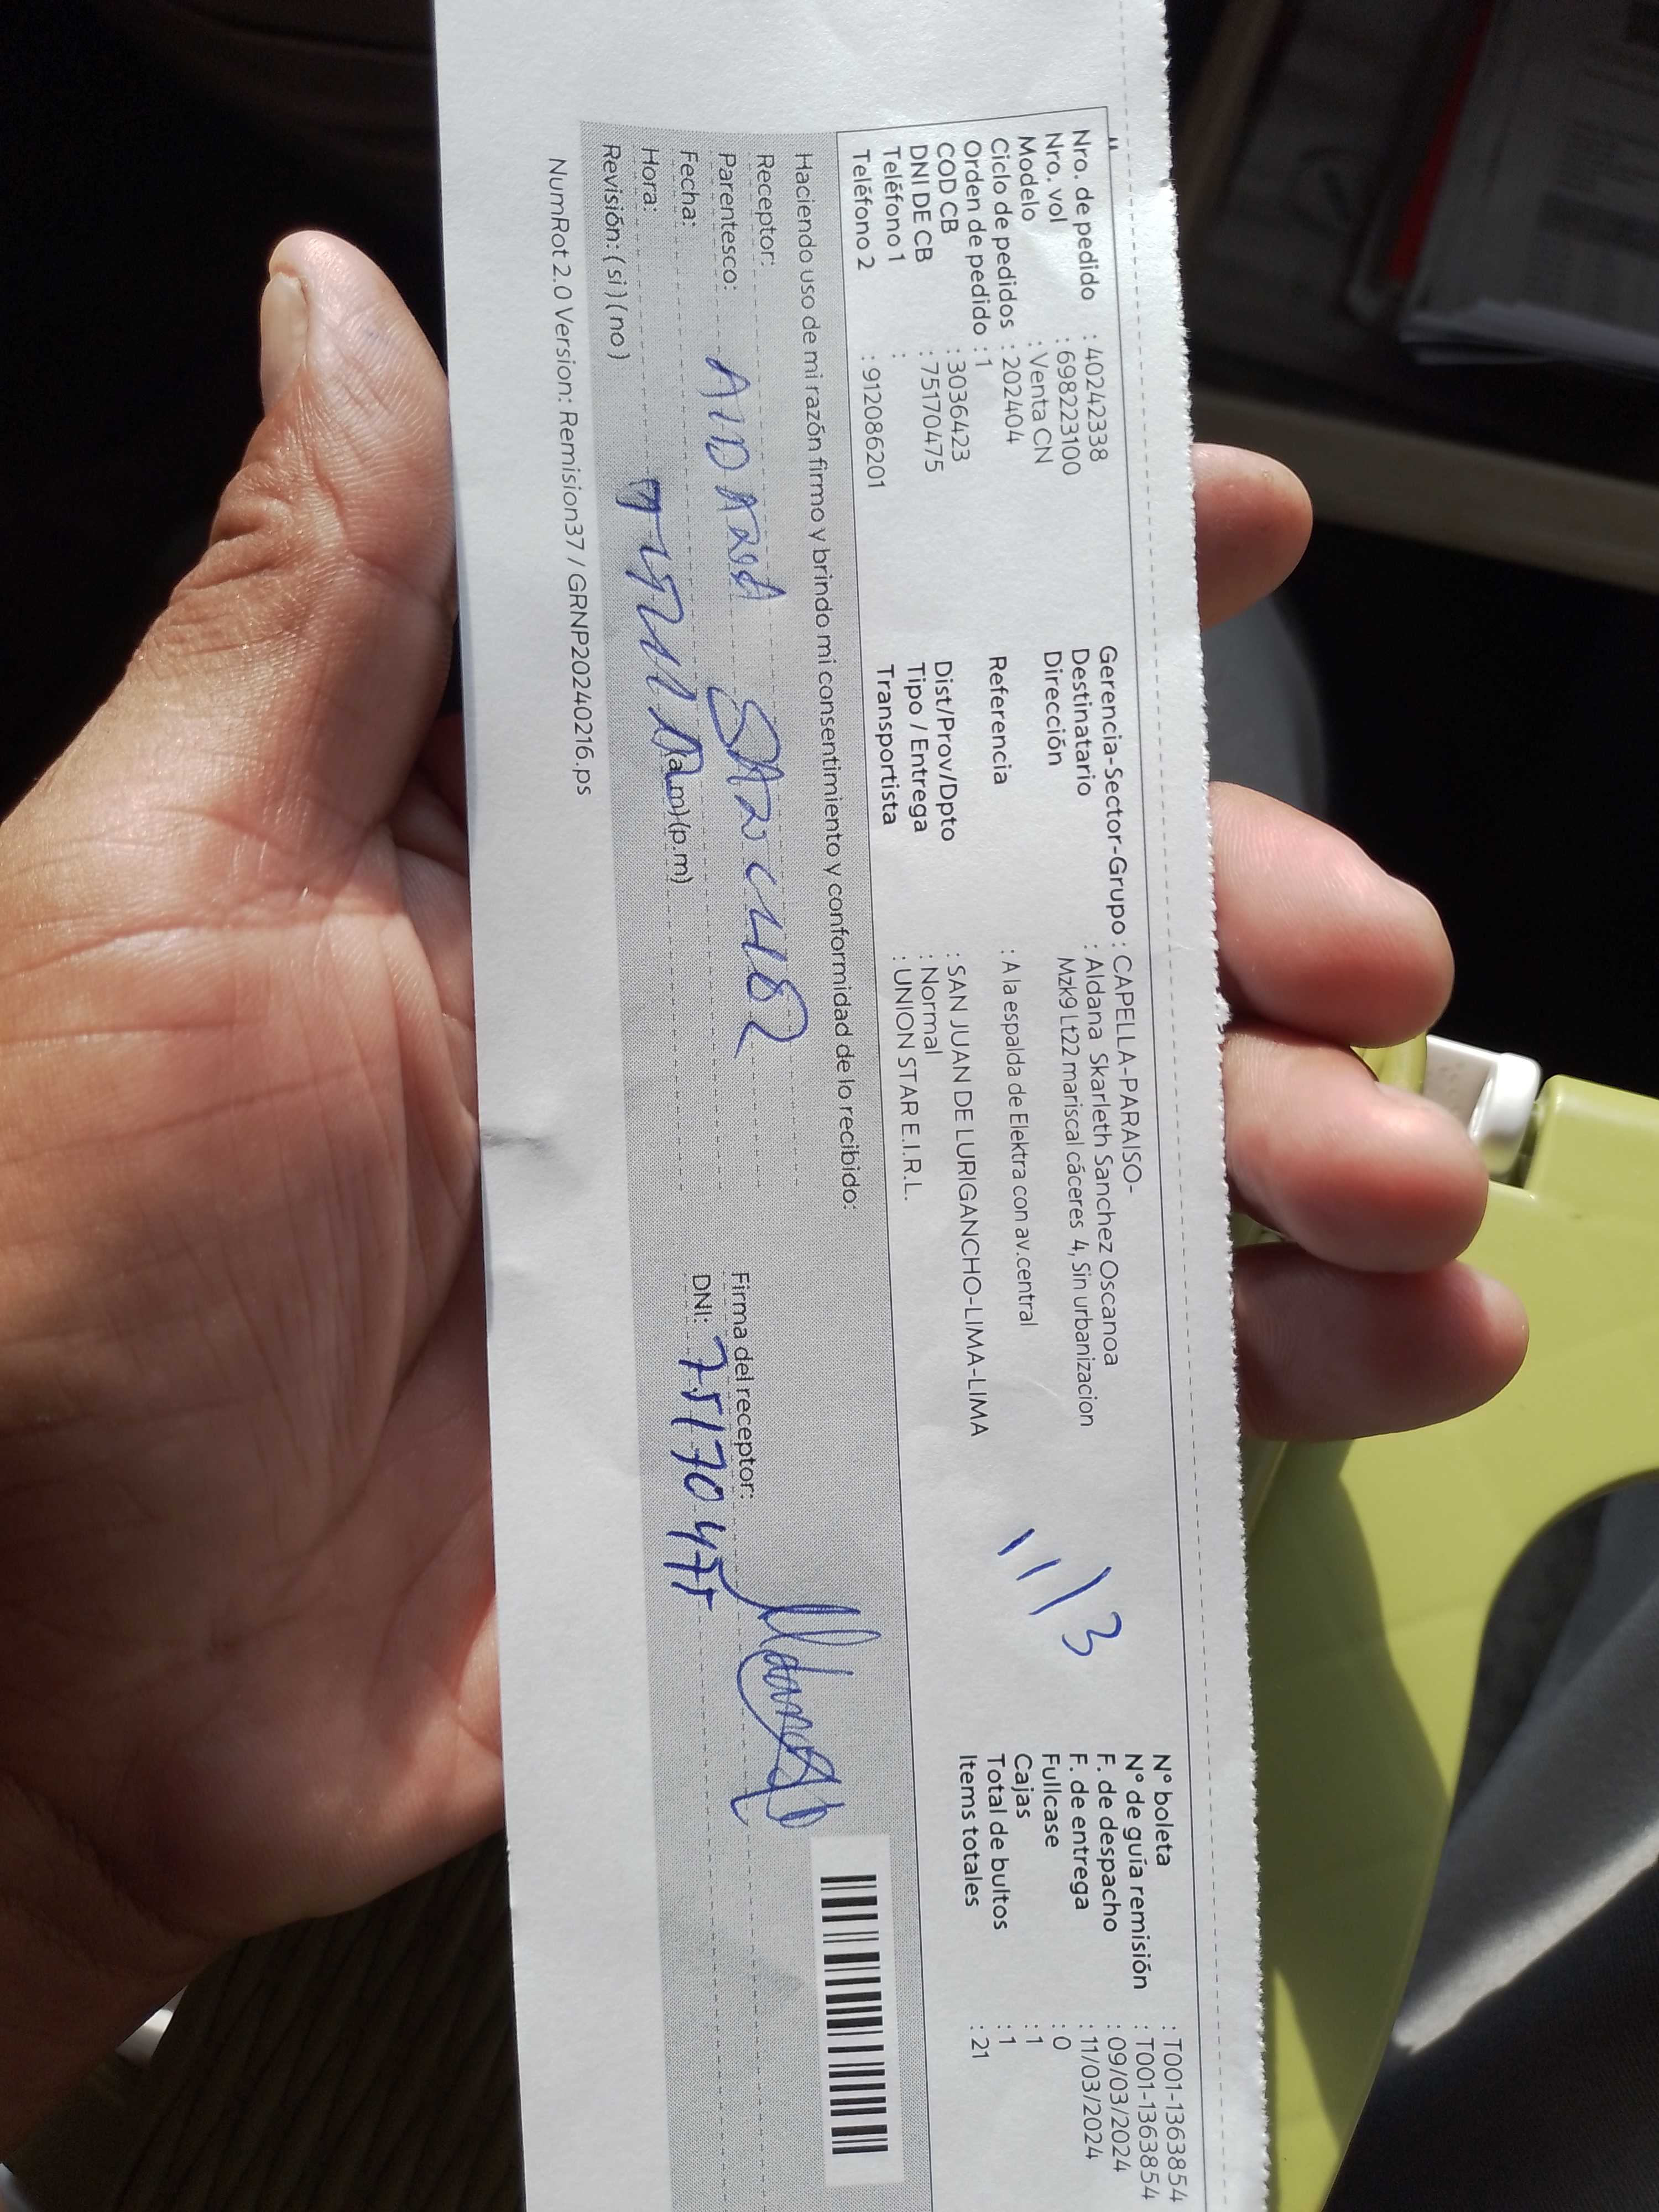 Nro. de pedido : 40242338
Nro. vol : 698223100
Modelo : Venta CN
Ciclo de pedidos : 202404
Orden de pedido : 1
COD CB : 3036423
DNI DE CB : 75170475
Teléfono 1 :
Teléfono 2 : 912086201
Gerencia-Sector-Grupo : CAPELLA-PARAISO-
Destinatario : Aldana Skarleth Sanchez Oscanoa
Dirección Mzk9 Lt22 mariscal cáceres 4, Sin urbanizacion
Referencia : A la espalda de Elektra con av.central
Dist/Prov/Dpto : SAN JUAN DE LURIGANCHO-LIMA-LIMA
Tipo / Entrega : Normal
Transportista : UNION STAR E.I.R.L.
11/3
N° boleta : T001-1363854
N° de guía remisión : T001-1363854
F. de despacho : 09/03/2024
F. de entrega : 11/03/2024
Fullcase : 0
Cajas : 1
Total de bultos : 1
Items totales : 21
Haciendo uso de mi razón firmo y brindo mi consentimiento y conformidad de lo recibido:
Receptor:
Parentesco:
Fecha:
Hora: (a.m)(p.m)
Revisión: (si) (no)
Firma del receptor:
DNI: 75170475
NumRot 2.0 Version: Remision37 / GRNP20240216.ps